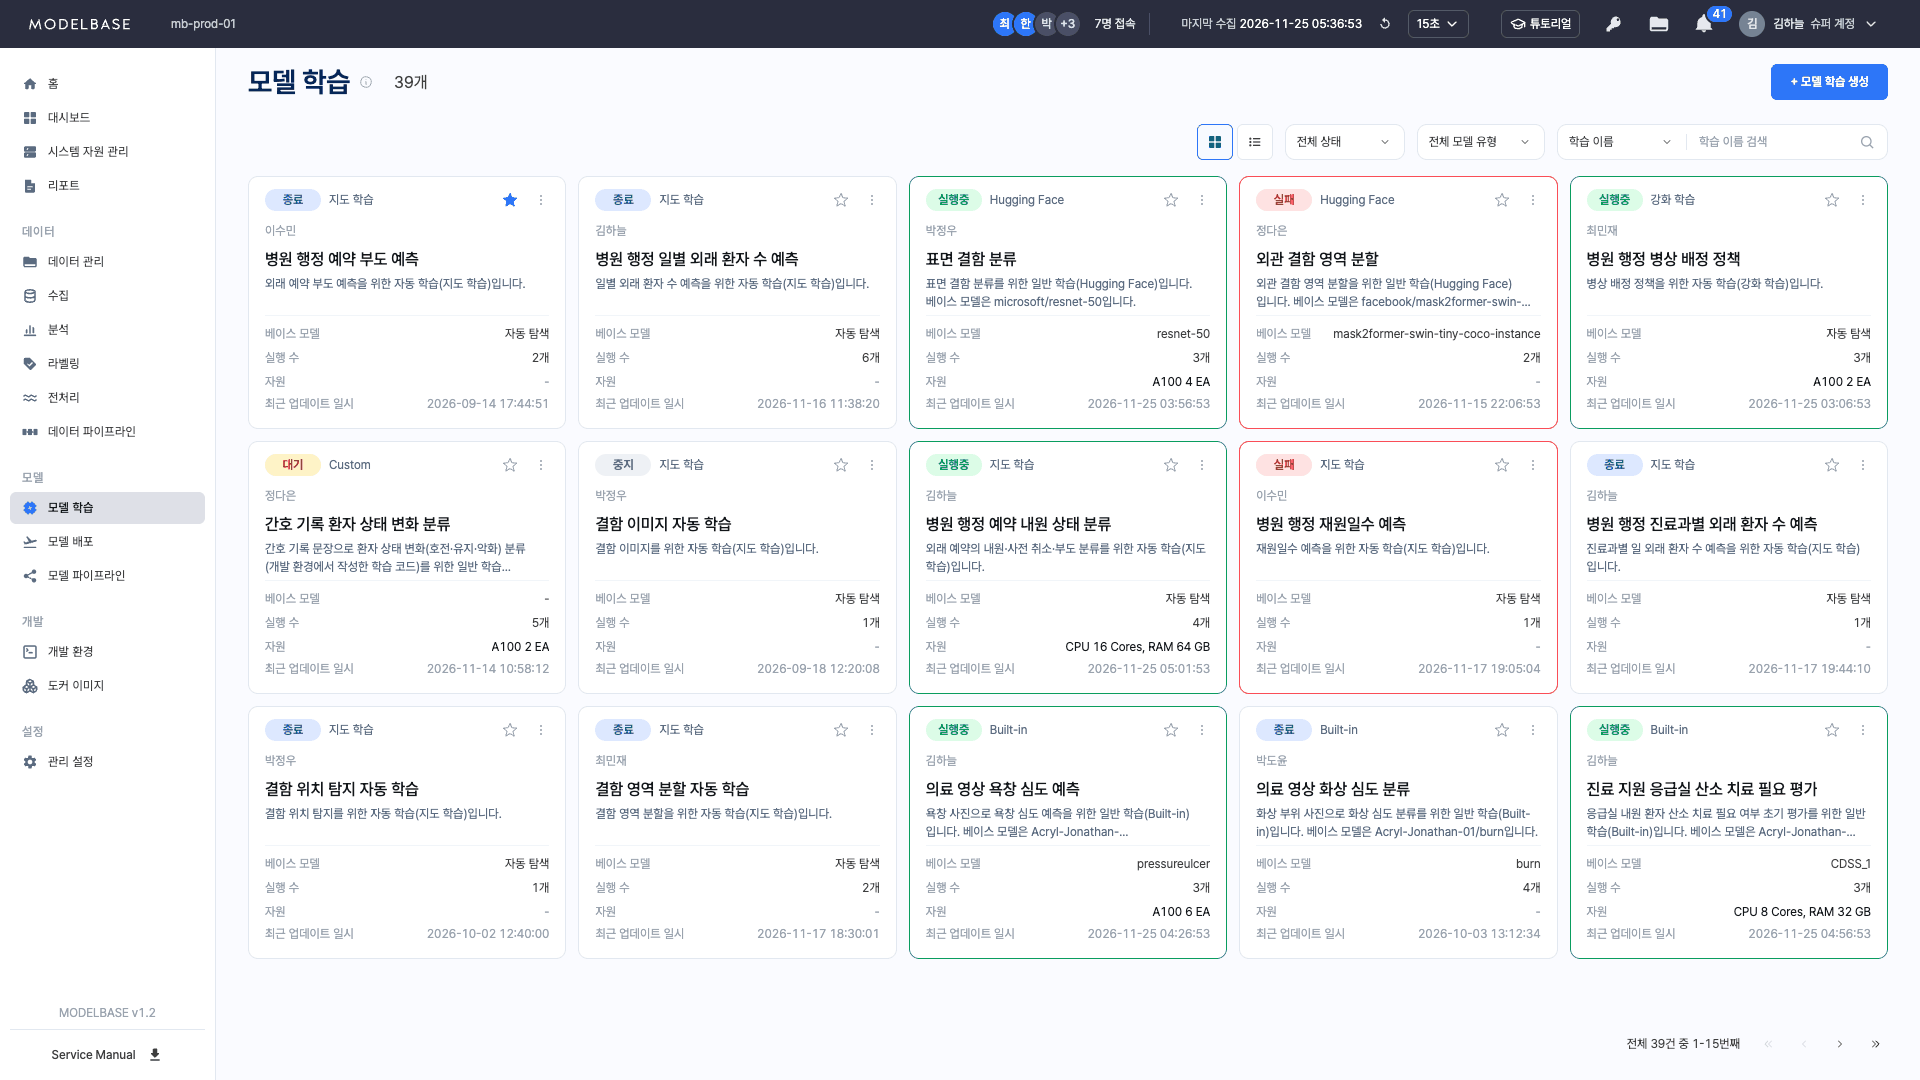 MODELBASE
mb-prod-01
최 한 박 +3 7명 접속
마지막 수집 2026-11-25 05:36:53
15초
튜토리얼
41
김 김하늘 슈퍼 계정
홈
대시보드
시스템 자원 관리
리포트
데이터
데이터 관리
수집
분석
라벨링
전처리
데이터 파이프라인
모델
모델 학습
모델 배포
모델 파이프라인
개발
개발 환경
도커 이미지
설정
관리 설정
MODELBASE v1.2
Service Manual
모델 학습 39개
+ 모델 학습 생성
전체 상태
전체 모델 유형
학습 이름
학습 이름 검색
종료 지도 학습
이수민
병원 행정 예약 부도 예측
외래 예약 부도 예측을 위한 자동 학습(지도 학습)입니다.
베이스 모델 자동 탐색
실행 수 2개
자원 -
최근 업데이트 일시 2026-09-14 17:44:51
종료 지도 학습
김하늘
병원 행정 일별 외래 환자 수 예측
일별 외래 환자 수 예측을 위한 자동 학습(지도 학습)입니다.
베이스 모델 자동 탐색
실행 수 6개
자원 -
최근 업데이트 일시 2026-11-16 11:38:20
실행중 Hugging Face
박정우
표면 결함 분류
표면 결함 분류를 위한 일반 학습(Hugging Face)입니다.
베이스 모델은 microsoft/resnet-50입니다.
베이스 모델 resnet-50
실행 수 3개
자원 A100 4 EA
최근 업데이트 일시 2026-11-25 03:56:53
실패 Hugging Face
정다은
외관 결함 영역 분할
외관 결함 영역 분할을 위한 일반 학습(Hugging Face)
입니다. 베이스 모델은 facebook/mask2former-swin-...
베이스 모델 mask2former-swin-tiny-coco-instance
실행 수 2개
자원 -
최근 업데이트 일시 2026-11-15 22:06:53
실행중 강화 학습
최민재
병원 행정 병상 배정 정책
병상 배정 정책을 위한 자동 학습(강화 학습)입니다.
베이스 모델 자동 탐색
실행 수 3개
자원 A100 2 EA
최근 업데이트 일시 2026-11-25 03:06:53
대기 Custom
정다은
간호 기록 환자 상태 변화 분류
간호 기록 문장으로 환자 상태 변화(호전·유지·악화) 분류
(개발 환경에서 작성한 학습 코드)를 위한 일반 학습...
베이스 모델 -
실행 수 5개
자원 A100 2 EA
최근 업데이트 일시 2026-11-14 10:58:12
중지 지도 학습
박정우
결함 이미지 자동 학습
결함 이미지를 위한 자동 학습(지도 학습)입니다.
베이스 모델 자동 탐색
실행 수 1개
자원 -
최근 업데이트 일시 2026-09-18 12:20:08
실행중 지도 학습
김하늘
병원 행정 예약 내원 상태 분류
외래 예약의 내원·사전 취소·부도 분류를 위한 자동 학습(지도
학습)입니다.
베이스 모델 자동 탐색
실행 수 4개
자원 CPU 16 Cores, RAM 64 GB
최근 업데이트 일시 2026-11-25 05:01:53
실패 지도 학습
이수민
병원 행정 재원일수 예측
재원일수 예측을 위한 자동 학습(지도 학습)입니다.
베이스 모델 자동 탐색
실행 수 1개
자원 -
최근 업데이트 일시 2026-11-17 19:05:04
종료 지도 학습
김하늘
병원 행정 진료과별 외래 환자 수 예측
진료과별 일 외래 환자 수 예측을 위한 자동 학습(지도 학습)
입니다.
베이스 모델 자동 탐색
실행 수 1개
자원 -
최근 업데이트 일시 2026-11-17 19:44:10
종료 지도 학습
박정우
결함 위치 탐지 자동 학습
결함 위치 탐지를 위한 자동 학습(지도 학습)입니다.
베이스 모델 자동 탐색
실행 수 1개
자원 -
최근 업데이트 일시 2026-10-02 12:40:00
종료 지도 학습
최민재
결함 영역 분할 자동 학습
결함 영역 분할을 위한 자동 학습(지도 학습)입니다.
베이스 모델 자동 탐색
실행 수 2개
자원 -
최근 업데이트 일시 2026-11-17 18:30:01
실행중 Built-in
김하늘
의료 영상 욕창 심도 예측
욕창 사진으로 욕창 심도 예측을 위한 일반 학습(Built-in)
입니다. 베이스 모델은 Acryl-Jonathan-...
베이스 모델 pressureulcer
실행 수 3개
자원 A100 6 EA
최근 업데이트 일시 2026-11-25 04:26:53
종료 Built-in
박도윤
의료 영상 화상 심도 분류
화상 부위 사진으로 화상 심도 분류를 위한 일반 학습(Built-
in)입니다. 베이스 모델은 Acryl-Jonathan-01/burn입니다.
베이스 모델 burn
실행 수 4개
자원 -
최근 업데이트 일시 2026-10-03 13:12:34
실행중 Built-in
김하늘
진료 지원 응급실 산소 치료 필요 평가
응급실 내원 환자 산소 치료 필요 여부 초기 평가를 위한 일반
학습(Built-in)입니다. 베이스 모델은 Acryl-Jonathan-...
베이스 모델 CDSS_1
실행 수 3개
자원 CPU 8 Cores, RAM 32 GB
최근 업데이트 일시 2026-11-25 04:56:53
전체 39건 중 1-15번째